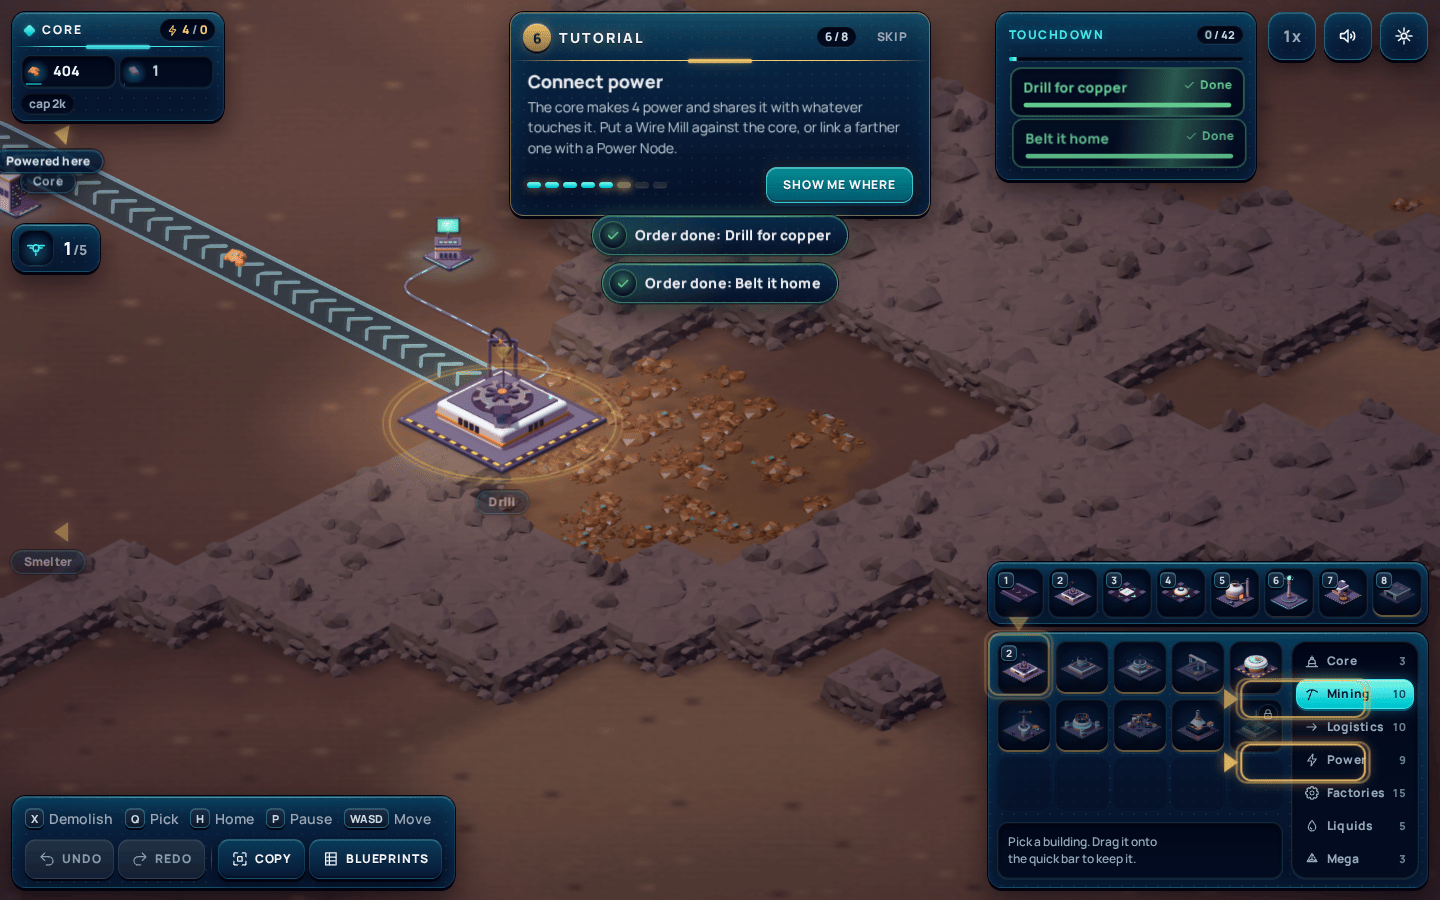 CORE
4/0
404
1
cap 2k
Powered here
Core
1/5
Smelter
Drill
6
TUTORIAL
6/8
SKIP
Connect power
The core makes 4 power and shares it with whatever
touches it. Put a Wire Mill against the core, or link a farther
one with a Power Node.
SHOW ME WHERE
Order done: Drill for copper
Order done: Belt it home
TOUCHDOWN
0/42
Drill for copper
Done
Belt it home
Done
1x
1
2
3
4
5
6
7
8
2
Core 3
Mining 10
Logistics 10
Power 9
Factories 15
Liquids 5
Mega 3
Pick a building. Drag it onto
the quick bar to keep it.
X Demolish Q Pick H Home P Pause WASD Move
UNDO REDO COPY BLUEPRINTS